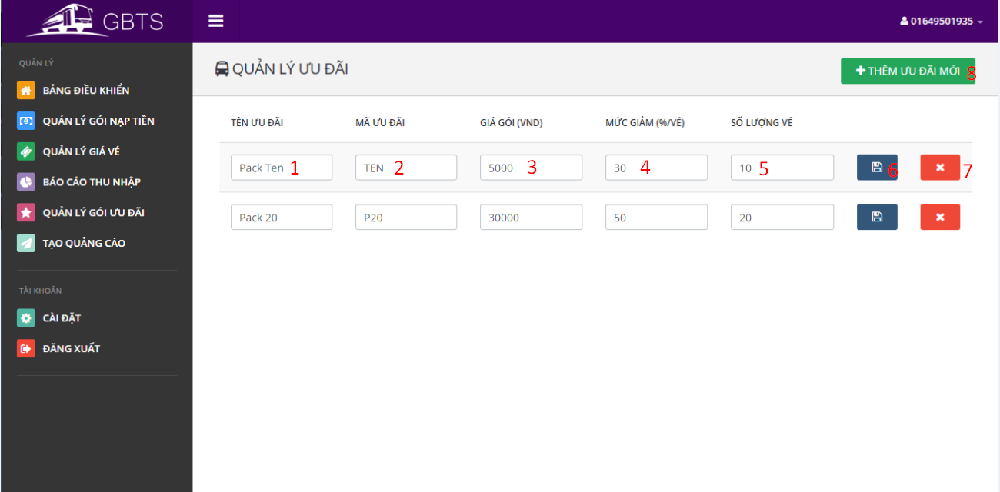 GBTS
01649501935
QUẢN LÝ
BẢNG ĐIỀU KHIỂN
QUẢN LÝ GÓI NẠP TIỀN
QUẢN LÝ GIÁ VÉ
BÁO CÁO THU NHẬP
QUẢN LÝ GÓI ƯU ĐÃI
TẠO QUẢNG CÁO
TÀI KHOẢN
CÀI ĐẶT
ĐĂNG XUẤT
QUẢN LÝ ƯU ĐÃI
THÊM ƯU ĐÃI MỚI 8
TÊN ƯU ĐÃI MÃ ƯU ĐÃI GIÁ GÓI (VND) MỨC GIẢM (%/VÉ) SỐ LƯỢNG VÉ
Pack Ten 1 TEN 2 5000 3 30 4 10 5 6 7
Pack 20 P20 30000 50 20